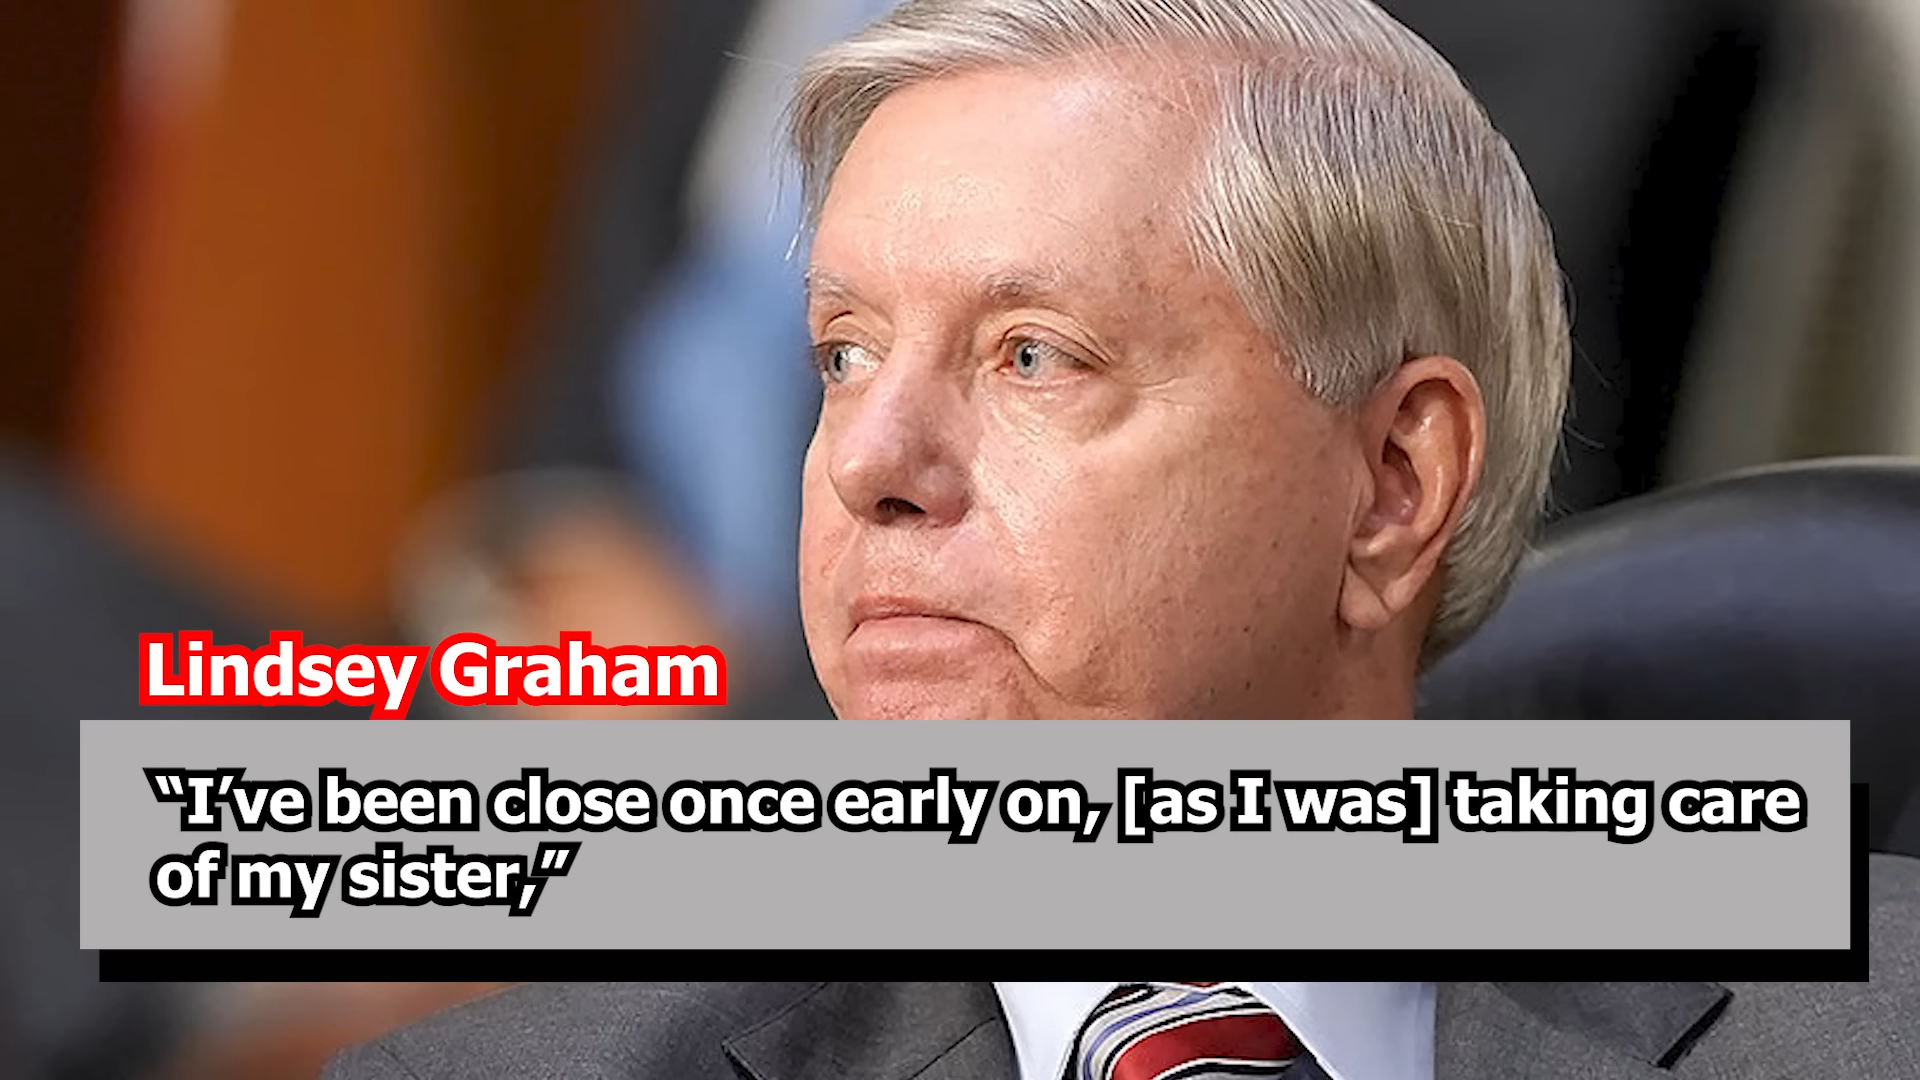 Lindsey Graham
“I’ve been close once early on, [as I was] taking care
of my sister,”